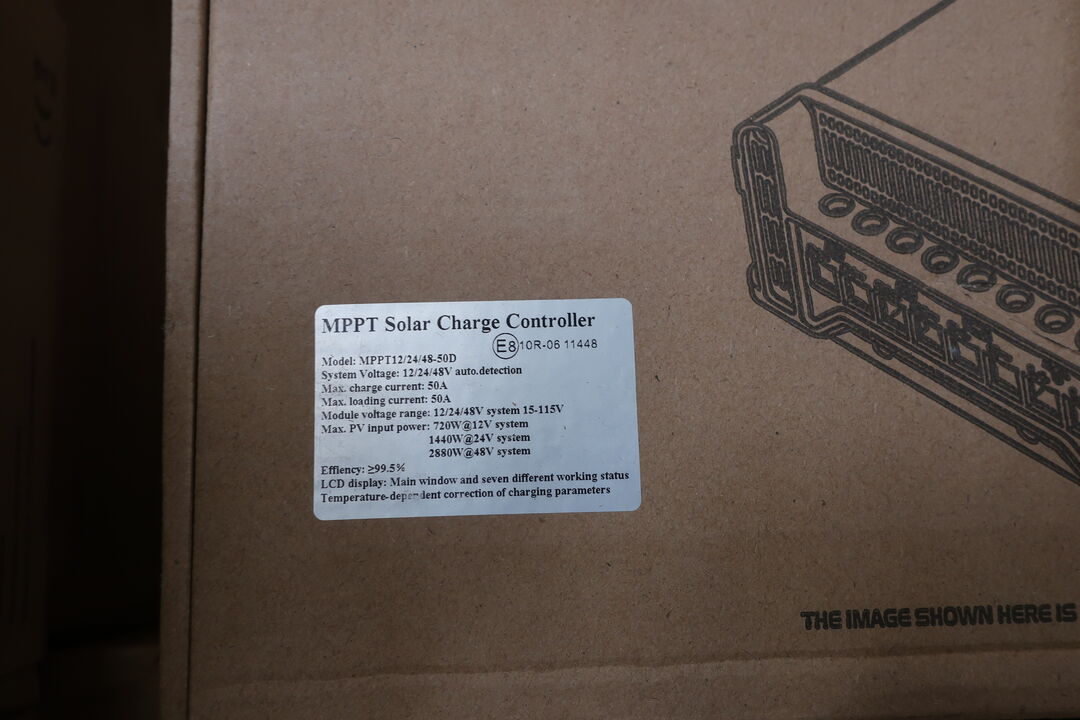 MPPT Solar Charge Controller
E8 10R-06 11448
Model: MPPT12/24/48-50D
System Voltage: 12/24/48V auto.detection
Max. charge current: 50A
Max. loading current: 50A
Module voltage range: 12/24/48V system 15-115V
Max. PV input power: 720W@12V system
1440W@24V system
2880W@48V system
Effiency: ≥99.5%
LCD display: Main window and seven different working status
Temperature-dependent correction of charging parameters
THE IMAGE SHOWN HERE IS